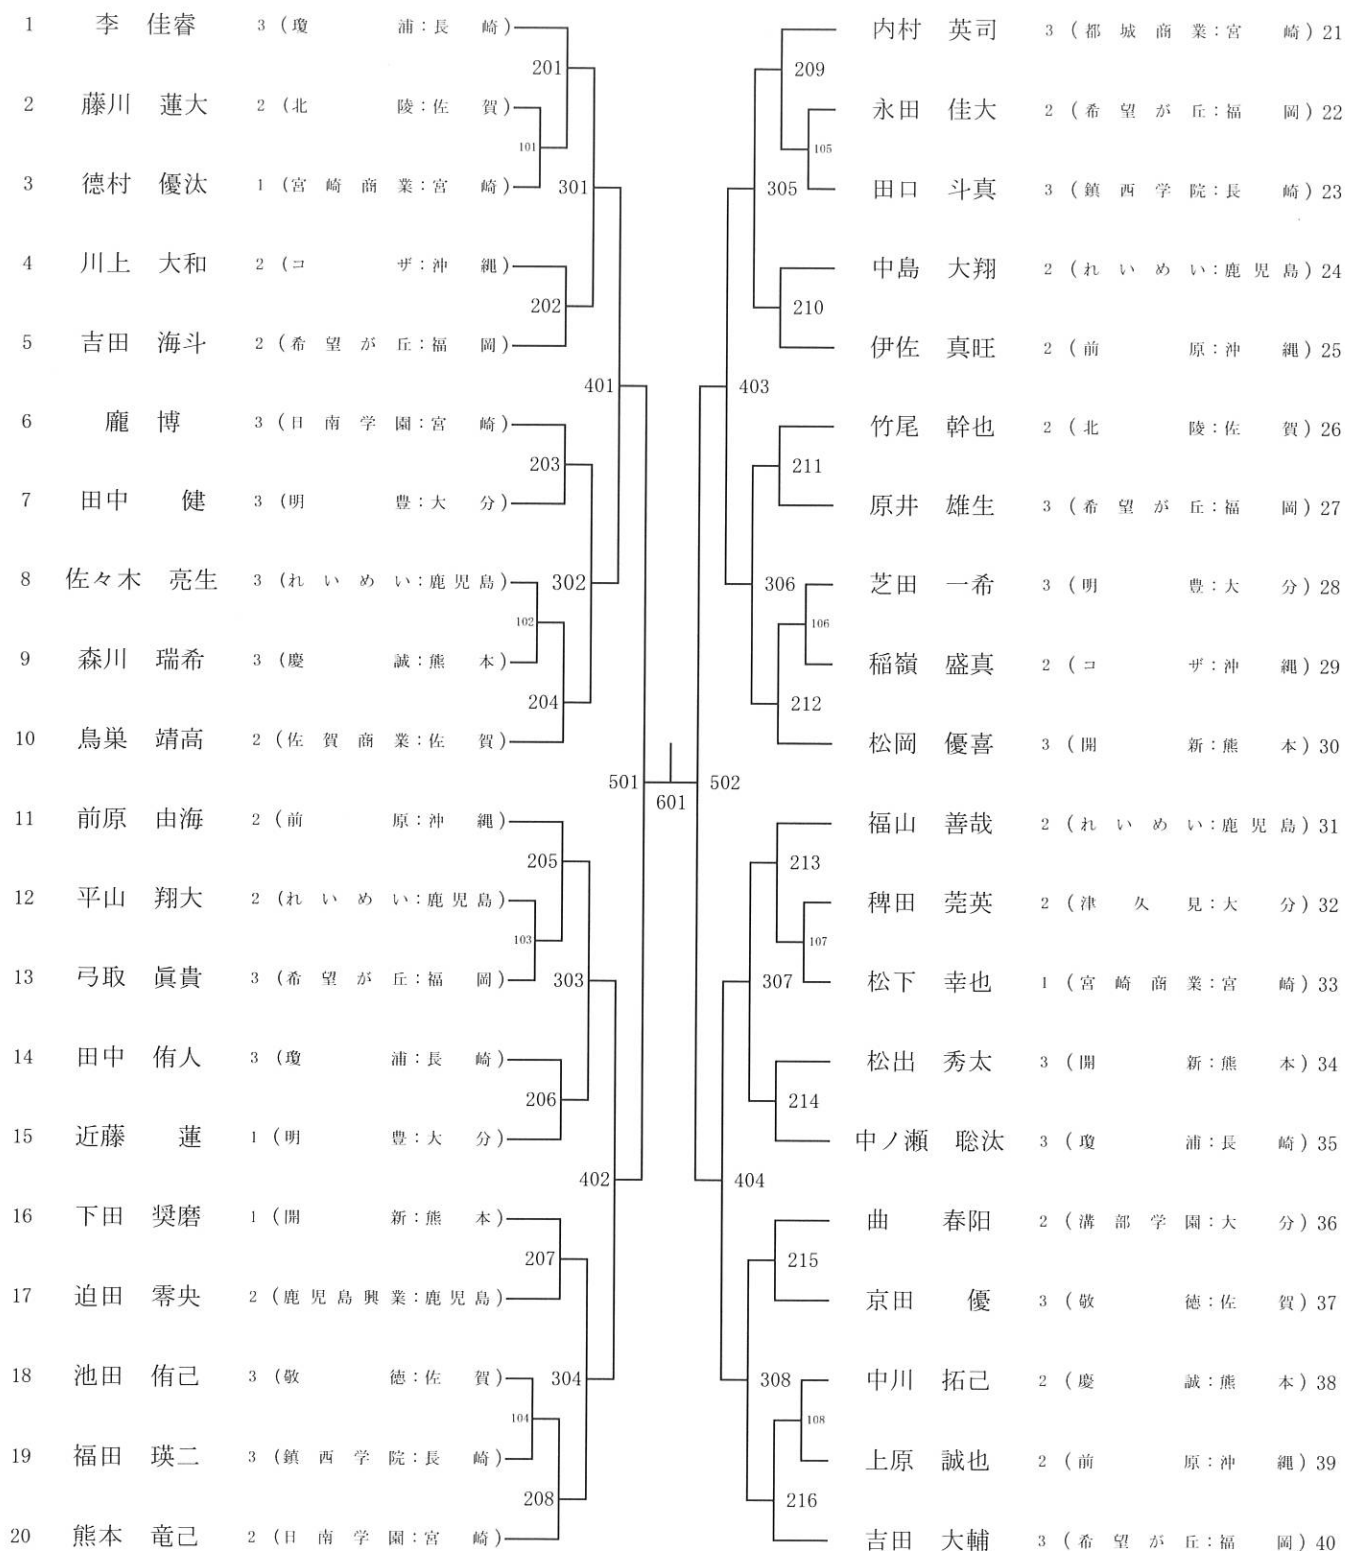 1 李 佳睿 3 (瓊浦:長崎)
201
2 藤川 蓮大 2 (北陵:佐賀)
101
3 德村 優汰 1 (宮崎商業:宮崎)
301
4 川上 大和 2 (コザ:沖縄)
202
5 吉田 海斗 2 (希望が丘:福岡)
401
6 龐 博 3 (日南学園:宮崎)
203
7 田中 健 3 (明豊:大分)
8 佐々木 亮生 3 (れいめい:鹿児島)
302
102
9 森川 瑞希 3 (慶誠:熊本)
204
10 鳥巣 靖高 2 (佐賀商業:佐賀)
501
601
11 前原 由海 2 (前原:沖縄)
205
12 平山 翔大 2 (れいめい:鹿児島)
103
13 弓取 眞貴 3 (希望が丘:福岡)
303
14 田中 侑人 3 (瓊浦:長崎)
206
15 近藤 蓮 1 (明豊:大分)
402
16 下田 奨磨 1 (開新:熊本)
207
17 迫田 零央 2 (鹿児島興業:鹿児島)
18 池田 侑己 3 (敬徳:佐賀)
304
104
19 福田 瑛二 3 (鎮西学院:長崎)
208
20 熊本 竜己 2 (日南学園:宮崎)
内村 英司 3 (都城商業:宮崎) 21
209
永田 佳大 2 (希望が丘:福岡) 22
105
305
田口 斗真 3 (鎮西学院:長崎) 23
中島 大翔 2 (れいめい:鹿児島) 24
210
伊佐 真旺 2 (前原:沖縄) 25
403
竹尾 幹也 2 (北陵:佐賀) 26
211
原井 雄生 3 (希望が丘:福岡) 27
306
芝田 一希 3 (明豊:大分) 28
106
稲嶺 盛真 2 (コザ:沖縄) 29
212
松岡 優喜 3 (開新:熊本) 30
502
福山 善哉 2 (れいめい:鹿児島) 31
213
稗田 莞英 2 (津久見:大分) 32
107
307
松下 幸也 1 (宮崎商業:宮崎) 33
松出 秀太 3 (開新:熊本) 34
214
中ノ瀬 聡汰 3 (瓊浦:長崎) 35
404
曲 春阳 2 (溝部学園:大分) 36
215
京田 優 3 (敬徳:佐賀) 37
308
中川 拓己 2 (慶誠:熊本) 38
108
上原 誠也 2 (前原:沖縄) 39
216
吉田 大輔 3 (希望が丘:福岡) 40